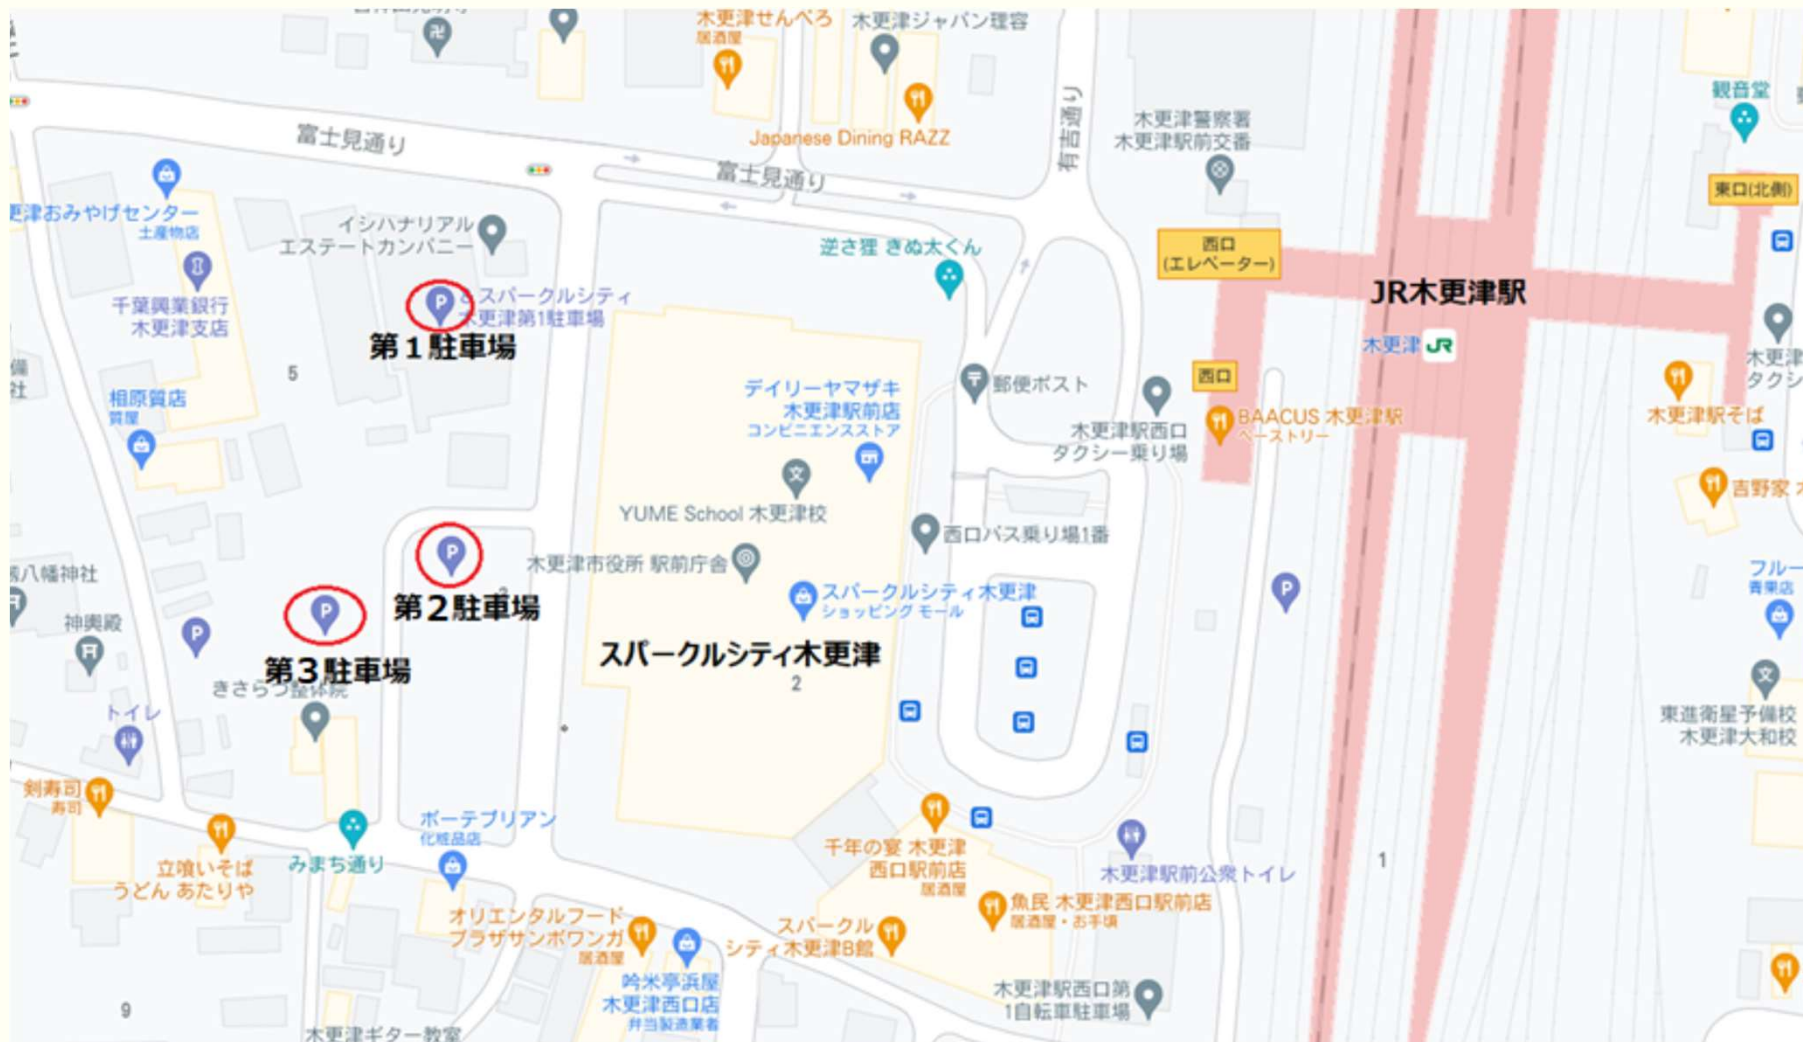 木更津せんべろ
居酒屋
木更津ジャパン理容
Japanese Dining RAZZ
富士見通り
富士見通り
有吉通り
木更津警察署
木更津駅前交番
観音堂
東口(北側)
更津おみやげセンター
土産物店
イシハナリアル
エステートカンパニー
逆さ狸 きぬ太くん
西口
(エレベーター)
JR木更津駅
木更津 JR
千葉興業銀行
木更津支店
P
スパークルシティ
木更津第1駐車場
第1駐車場
5
相原質店
質屋
デイリーヤマザキ
木更津駅前店
コンビニエンスストア
郵便ポスト
西口
BAACUS 木更津駅
ペーストリー
木更津駅西口
タクシー乗り場
木更津
タクシ
木更津駅そば
吉野家
YUME School 木更津校
西口バス乗り場1番
木更津市役所 駅前庁舎
P
第2駐車場
P
第3駐車場
P
P
八幡神社
神輿殿
スパークルシティ木更津
ショッピング モール
スパークルシティ木更津
2
フルー
青果店
東進衛星予備校
木更津大和校
きさらづ整体院
トイレ
剣寿司
寿司
立喰いそば
うどん あたりや
みまち通り
ボーテブリアン
化粧品店
千年の宴 木更津
西口駅前店
居酒屋
木更津駅前公衆トイレ
1
魚民 木更津西口駅前店
居酒屋・お手頃
オリエンタルフード
プラザサンポワンガ
居酒屋
スパークル
シティ木更津B館
吟米亭浜屋
木更津西口店
弁当製造業者
木更津駅西口第
1自転車駐車場
9
木更津ギター教室